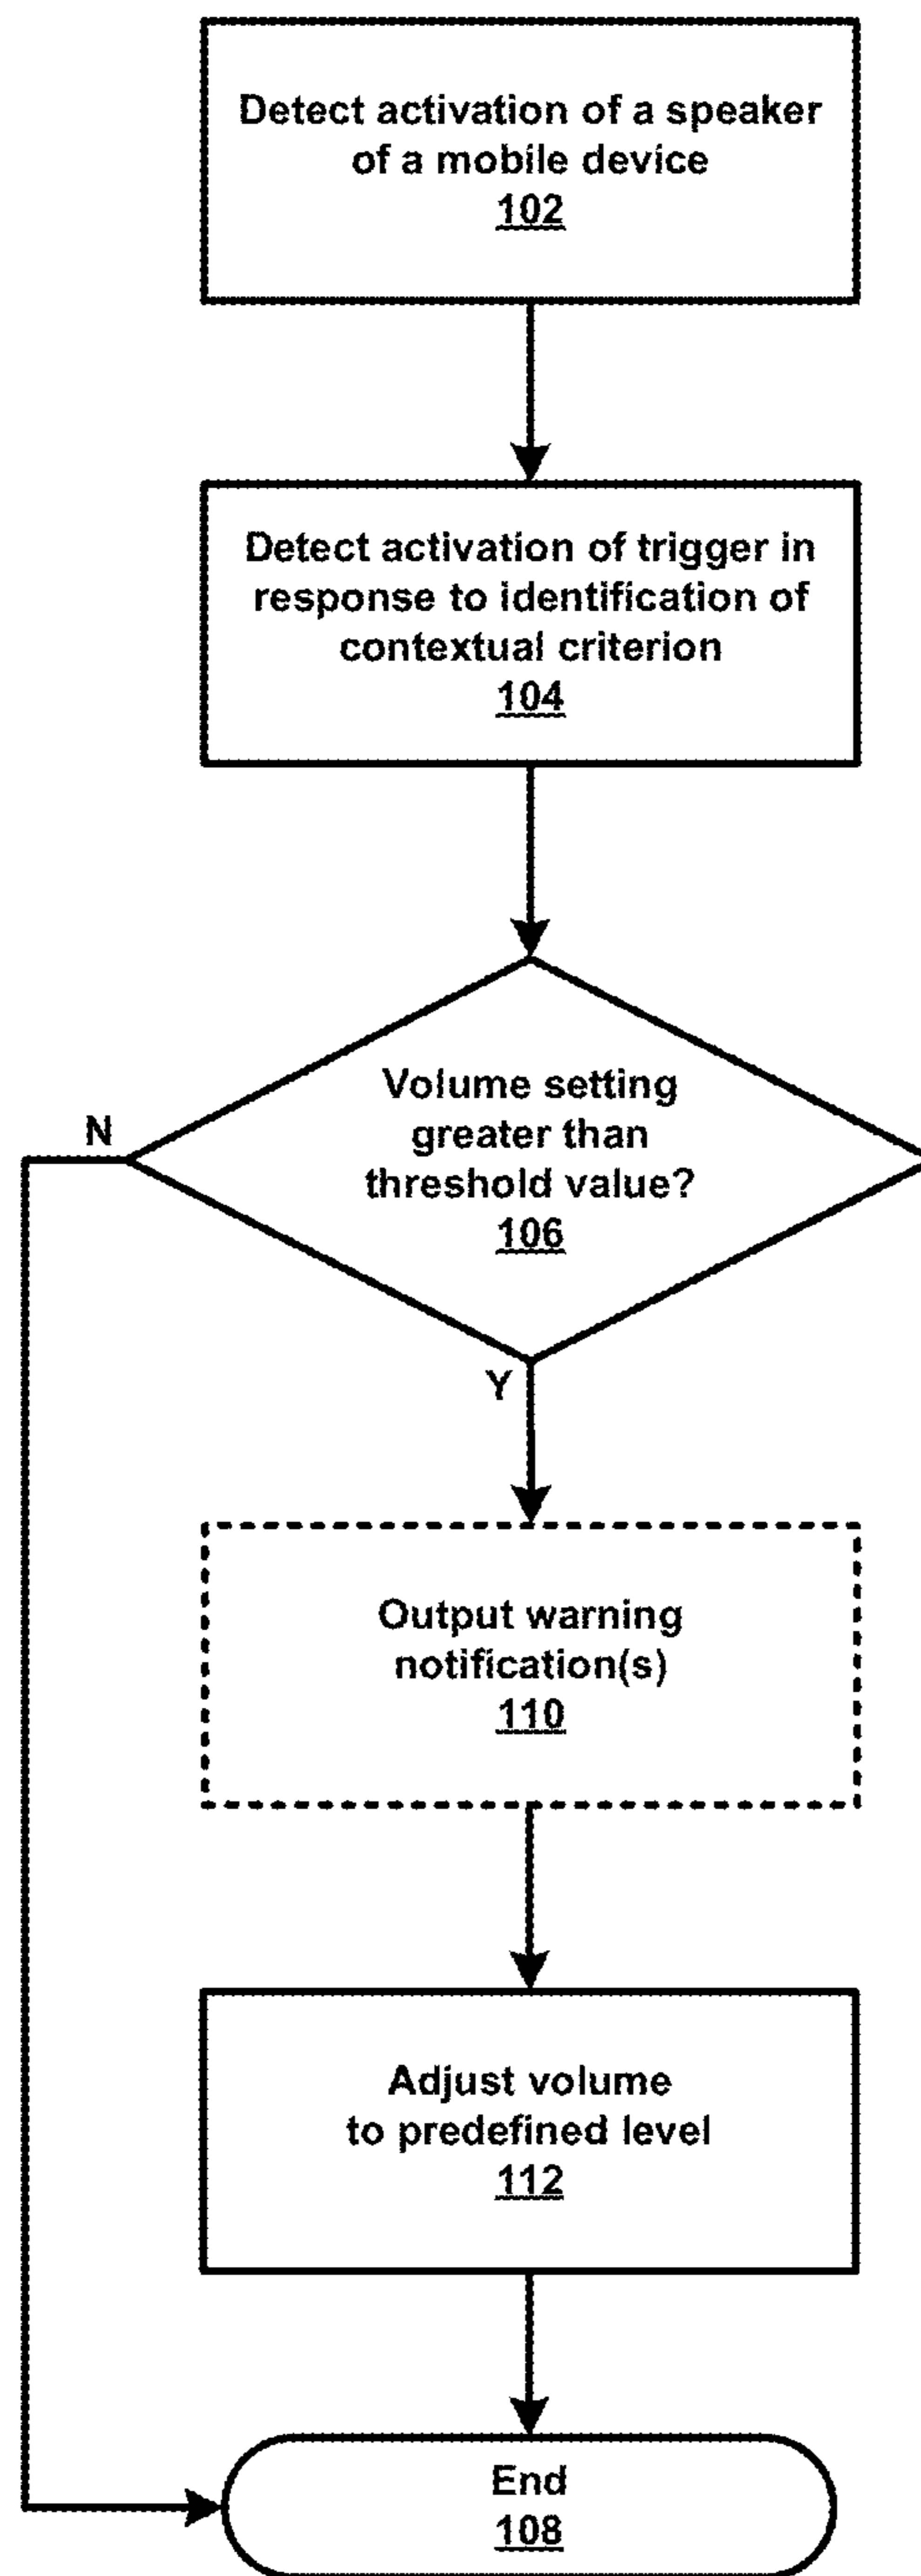 Detect activation of a speaker
of a mobile device
102
Detect activation of trigger in
response to identification of
contextual criterion
104
Volume setting
greater than
threshold value?
106
N
Y
Output warning
notification(s)
110
Adjust volume
to predefined level
112
End
108